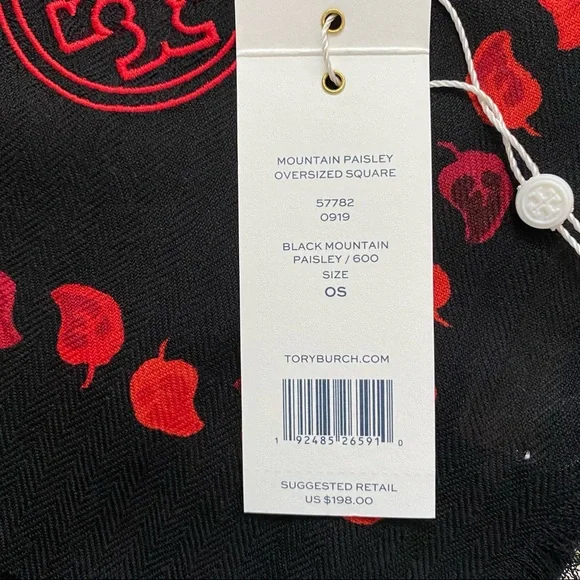 MOUNTAIN PAISLEY
OVERSIZED SQUARE
57782
0919
BLACK MOUNTAIN
PAISLEY / 600
SIZE
OS
TORYBURCH.COM
1 92485 26591 0
SUGGESTED RETAIL
US $198.00